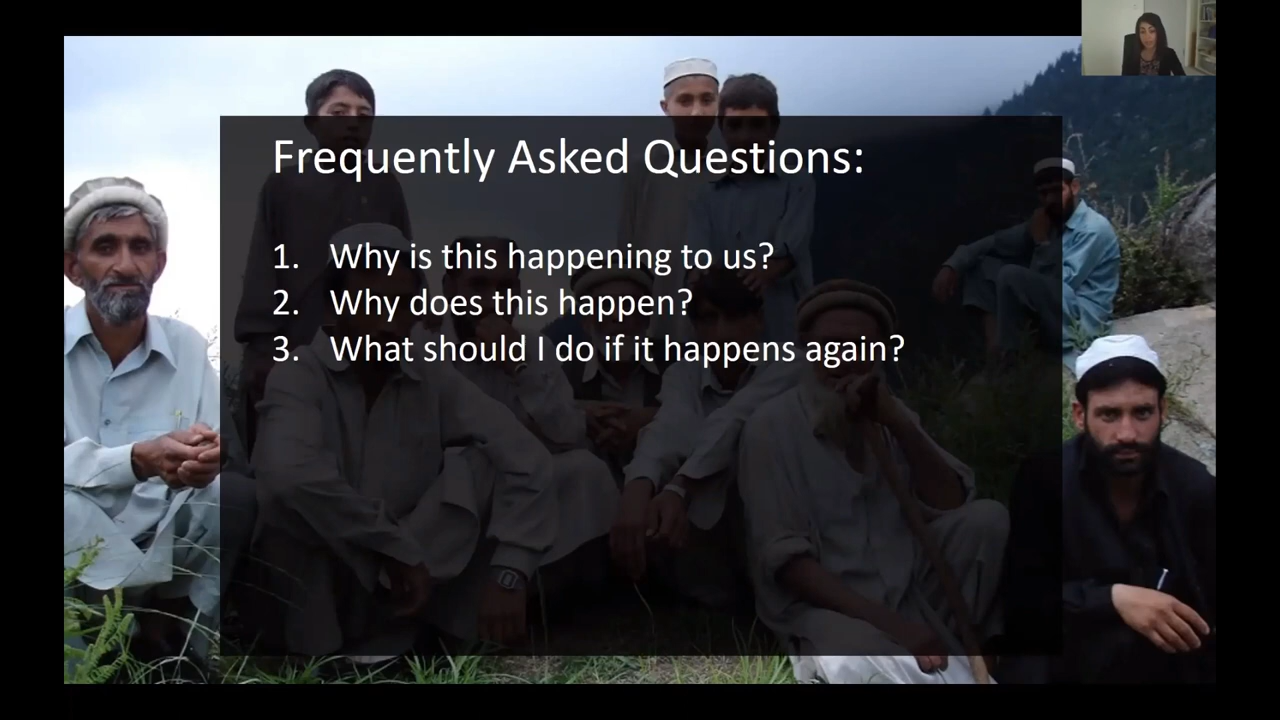 Frequently Asked Questions:
1. Why is this happening to us?
2. Why does this happen?
3. What should I do if it happens again?